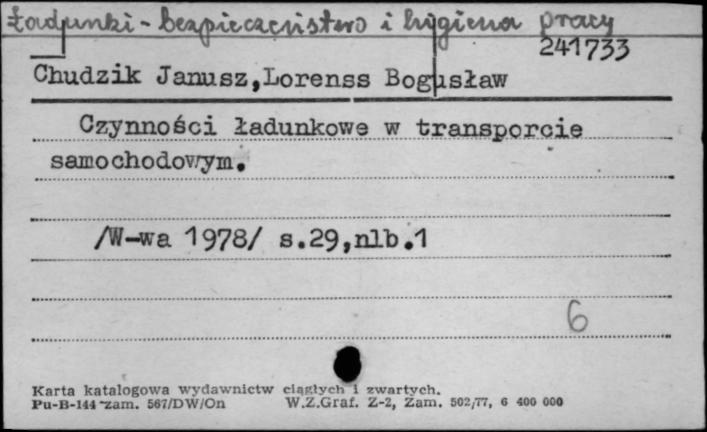 Ładunki - bezpieczeństwo i higiena pracy
241733
Chudzik Janusz,Lorenss Bogusław
Czynności ładunkowe w transporcie
samochodowym.
/W-wa 1978/ s.29,nlb.1
6
Karta katalogowa wydawnictw ciągłych i zwartych.
Pu-B-144 zam. 567/DW/On W.Z.Graf. Z-2, Zam. 502/77, 6 400 000